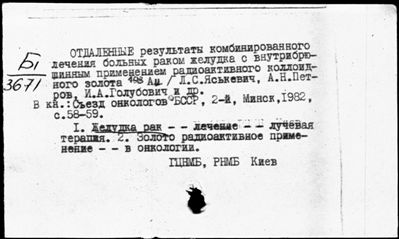 Б1
3671
ОТДАЛЕННЫЕ результаты комбинированного
лечения больных раком желудка с внутрибрю-
шинным применением радиоактивного коллоид-
ного золота 198 Au / Л.С.Яськевич, А.Н.Пет-
ров, И.А.Голубович и др.
В кн.: Съезд онкологов БССР, 2-й, Минск, 1982,
с.58-59.
I. Желудка рак - - лечение - - лучевая
терапия. 2. Золото радиоактивное приме-
нение - - в онкологии.
ГЦНМБ, РНМБ Киев